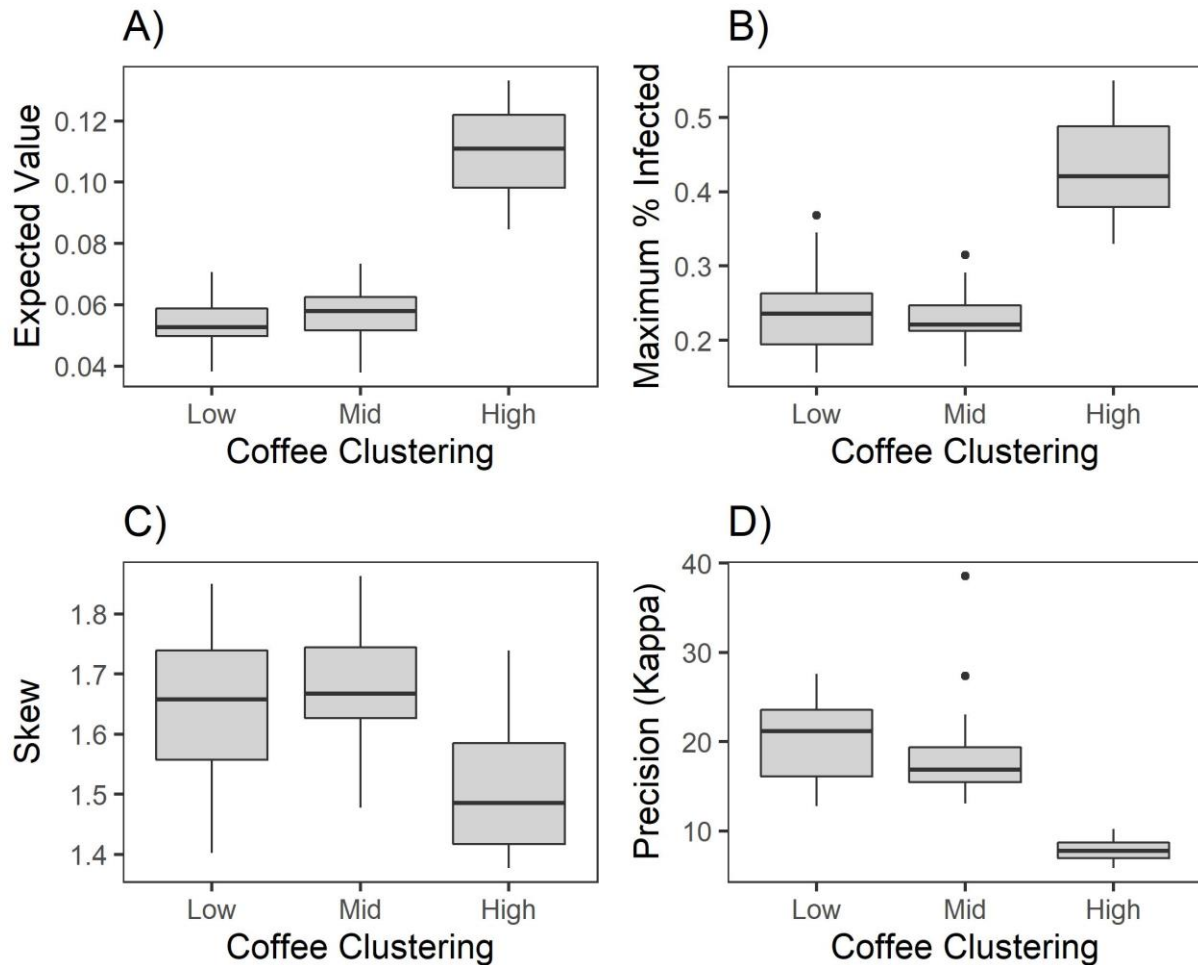 A)
Expected Value
0.12
0.10
0.08
0.06
0.04
Low Mid High
Coffee Clustering
B)
Maximum % Infected
0.5
0.4
0.3
0.2
Low Mid High
Coffee Clustering
C)
Skew
1.8
1.7
1.6
1.5
1.4
Low Mid High
Coffee Clustering
D)
Precision (Kappa)
40
30
20
10
Low Mid High
Coffee Clustering